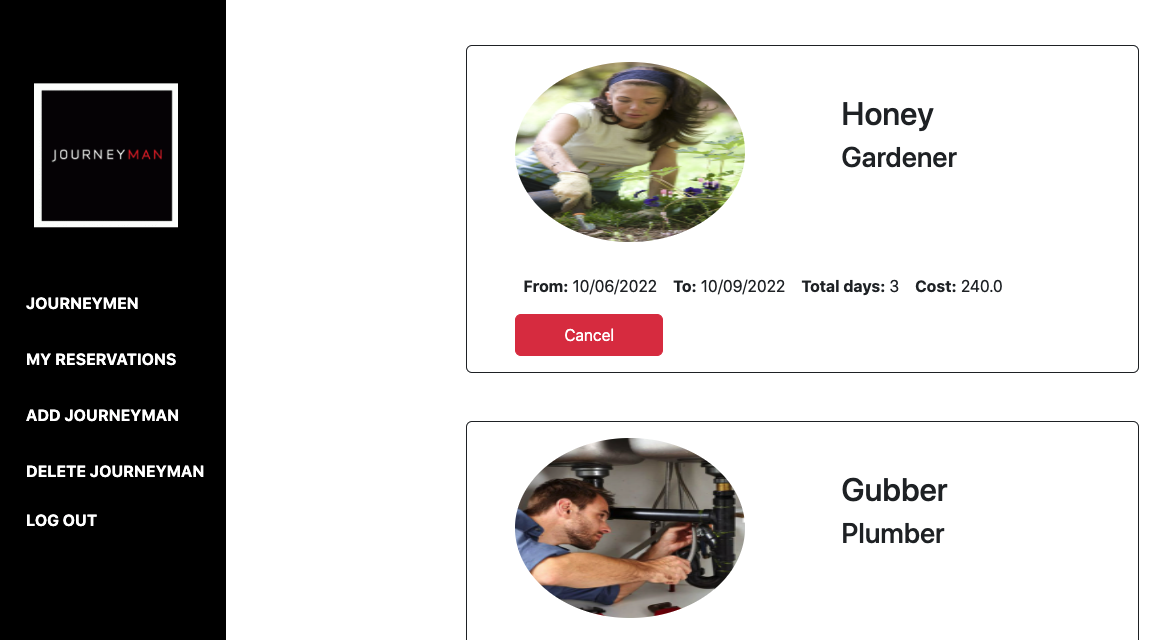 JOURNEYMAN
JOURNEYMEN
MY RESERVATIONS
ADD JOURNEYMAN
DELETE JOURNEYMAN
LOG OUT
Honey
Gardener
From: 10/06/2022 To: 10/09/2022 Total days: 3 Cost: 240.0
Cancel
Gubber
Plumber